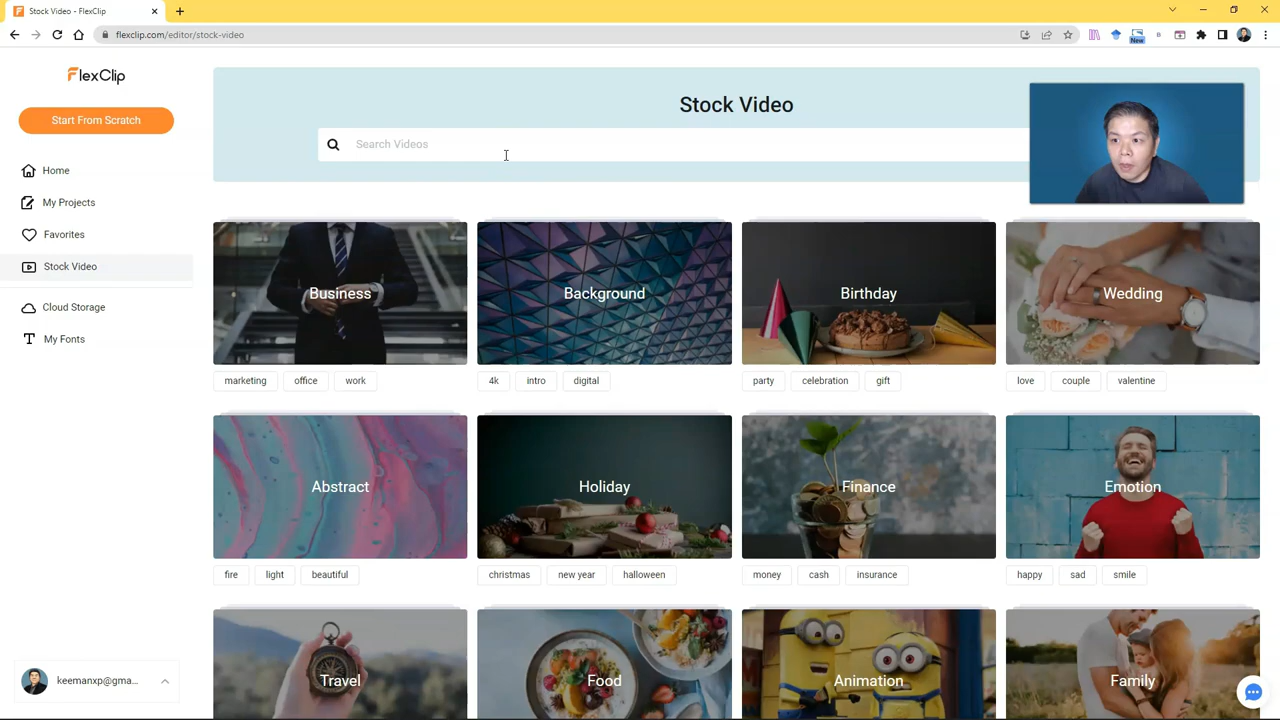 Stock Video - FlexClip
flexclip.com/editor/stock-video
New
FlexClip
Start From Scratch
Home
My Projects
Favorites
Stock Video
Cloud Storage
My Fonts
keemanxp@gma...
Stock Video
Search Videos
Business
Background
Birthday
Wedding
marketing office work
4k intro digital
party celebration gift
love couple valentine
Abstract
Holiday
Finance
Emotion
fire light beautiful
christmas new year halloween
money cash insurance
happy sad smile
Travel
Food
Animation
Family